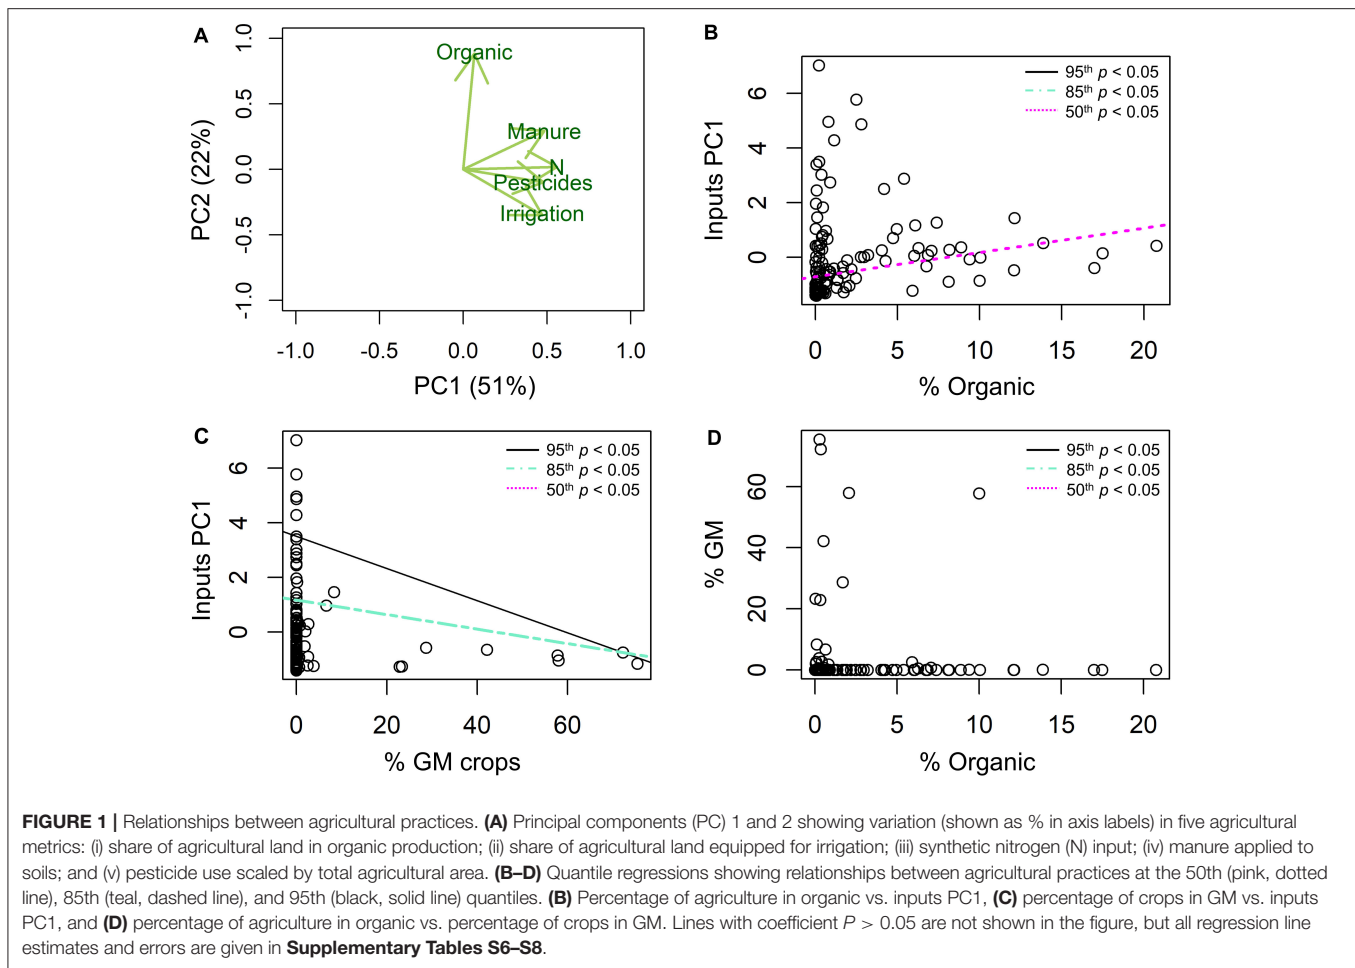 A
1.0
0.5
0.0
-0.5
-1.0
PC2 (22%)
Organic
Manure
N
Pesticides
Irrigation
-1.0 -0.5 0.0 0.5 1.0
PC1 (51%)
B
6
4
2
0
Inputs PC1
95th p < 0.05
85th p < 0.05
50th p < 0.05
0 5 10 15 20
% Organic
C
6
4
2
0
Inputs PC1
95th p < 0.05
85th p < 0.05
50th p < 0.05
0 20 40 60
% GM crops
D
60
40
20
0
% GM
95th p < 0.05
85th p < 0.05
50th p < 0.05
0 5 10 15 20
% Organic
FIGURE 1 | Relationships between agricultural practices. (A) Principal components (PC) 1 and 2 showing variation (shown as % in axis labels) in five agricultural
metrics: (i) share of agricultural land in organic production; (ii) share of agricultural land equipped for irrigation; (iii) synthetic nitrogen (N) input; (iv) manure applied to
soils; and (v) pesticide use scaled by total agricultural area. (B–D) Quantile regressions showing relationships between agricultural practices at the 50th (pink, dotted
line), 85th (teal, dashed line), and 95th (black, solid line) quantiles. (B) Percentage of agriculture in organic vs. inputs PC1, (C) percentage of crops in GM vs. inputs
PC1, and (D) percentage of agriculture in organic vs. percentage of crops in GM. Lines with coefficient P > 0.05 are not shown in the figure, but all regression line
estimates and errors are given in Supplementary Tables S6–S8.